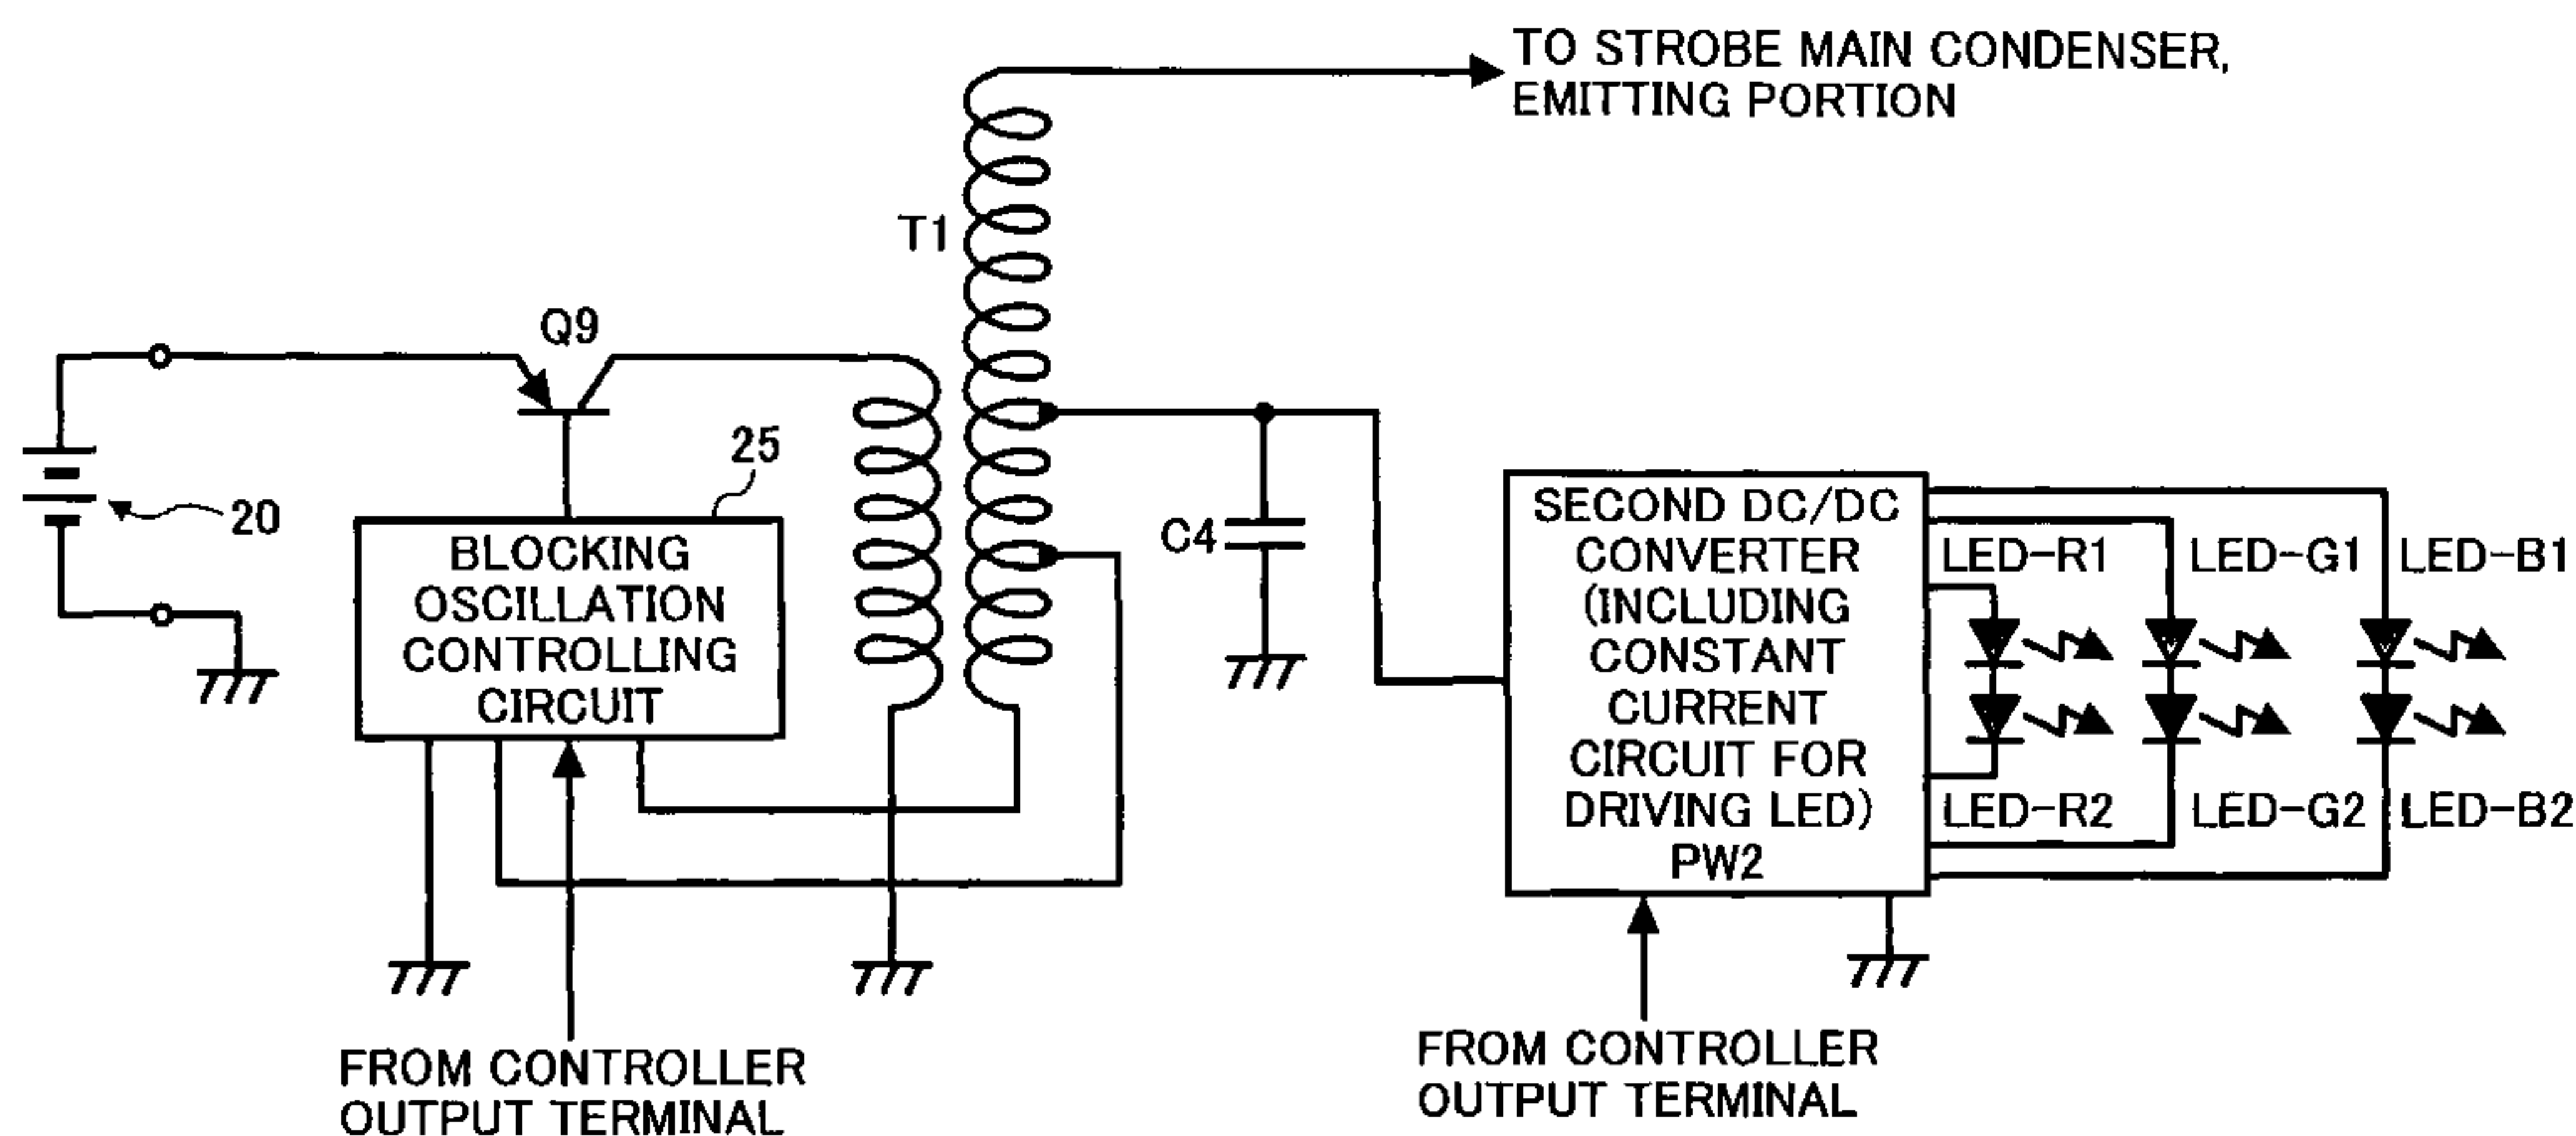 TO STROBE MAIN CONDENSER,
EMITTING PORTION
T1
Q9
25
20
BLOCKING
OSCILLATION
CONTROLLING
CIRCUIT
C4
SECOND DC/DC
CONVERTER
(INCLUDING
CONSTANT
CURRENT
CIRCUIT FOR
DRIVING LED)
PW2
LED-R1 LED-G1 LED-B1
LED-R2 LED-G2 LED-B2
FROM CONTROLLER
OUTPUT TERMINAL
FROM CONTROLLER
OUTPUT TERMINAL